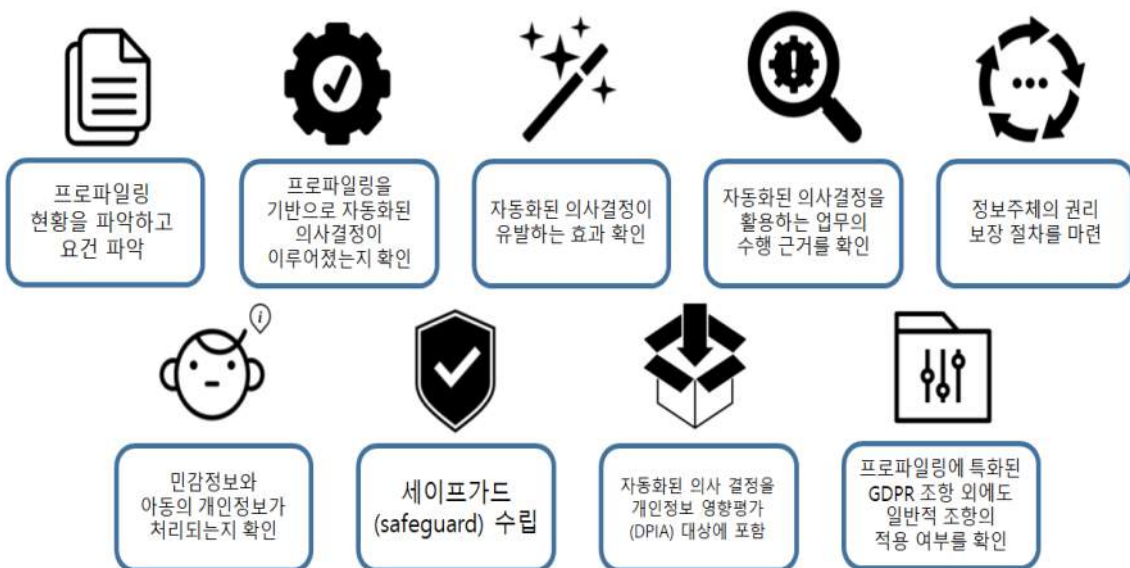 프로파일링
현황을 파악하고
요건 파악
프로파일링을
기반으로 자동화된
의사결정이
이루어졌는지 확인
자동화된 의사결정이
유발하는 효과 확인
자동화된 의사결정을
활용하는 업무의
수행 근거를 확인
정보주체의 권리
보장 절차를 마련
i
민감정보와
아동의 개인정보가
처리되는지 확인
세이프가드
(safeguard) 수립
자동화된 의사 결정을
개인정보 영향평가
(DPIA) 대상에 포함
프로파일링에 특화된
GDPR 조항 외에도
일반적 조항의
적용 여부를 확인